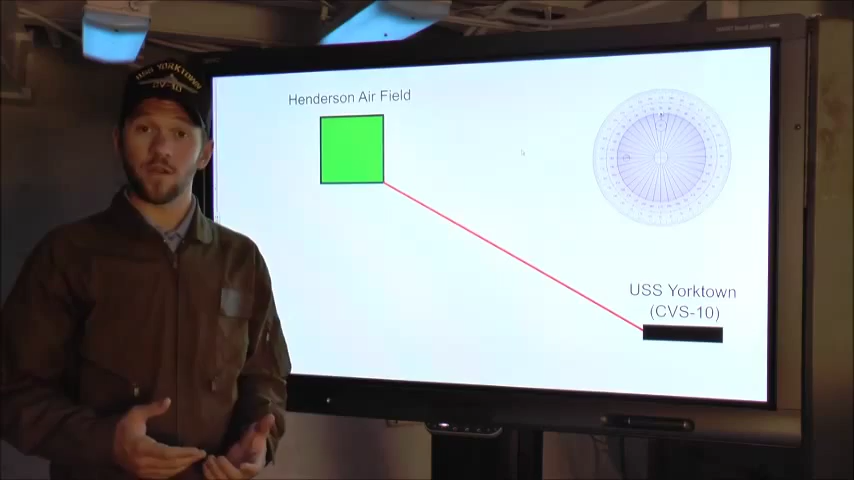 USS YORKTOWN
CV-10
Henderson Air Field
USS Yorktown
(CVS-10)